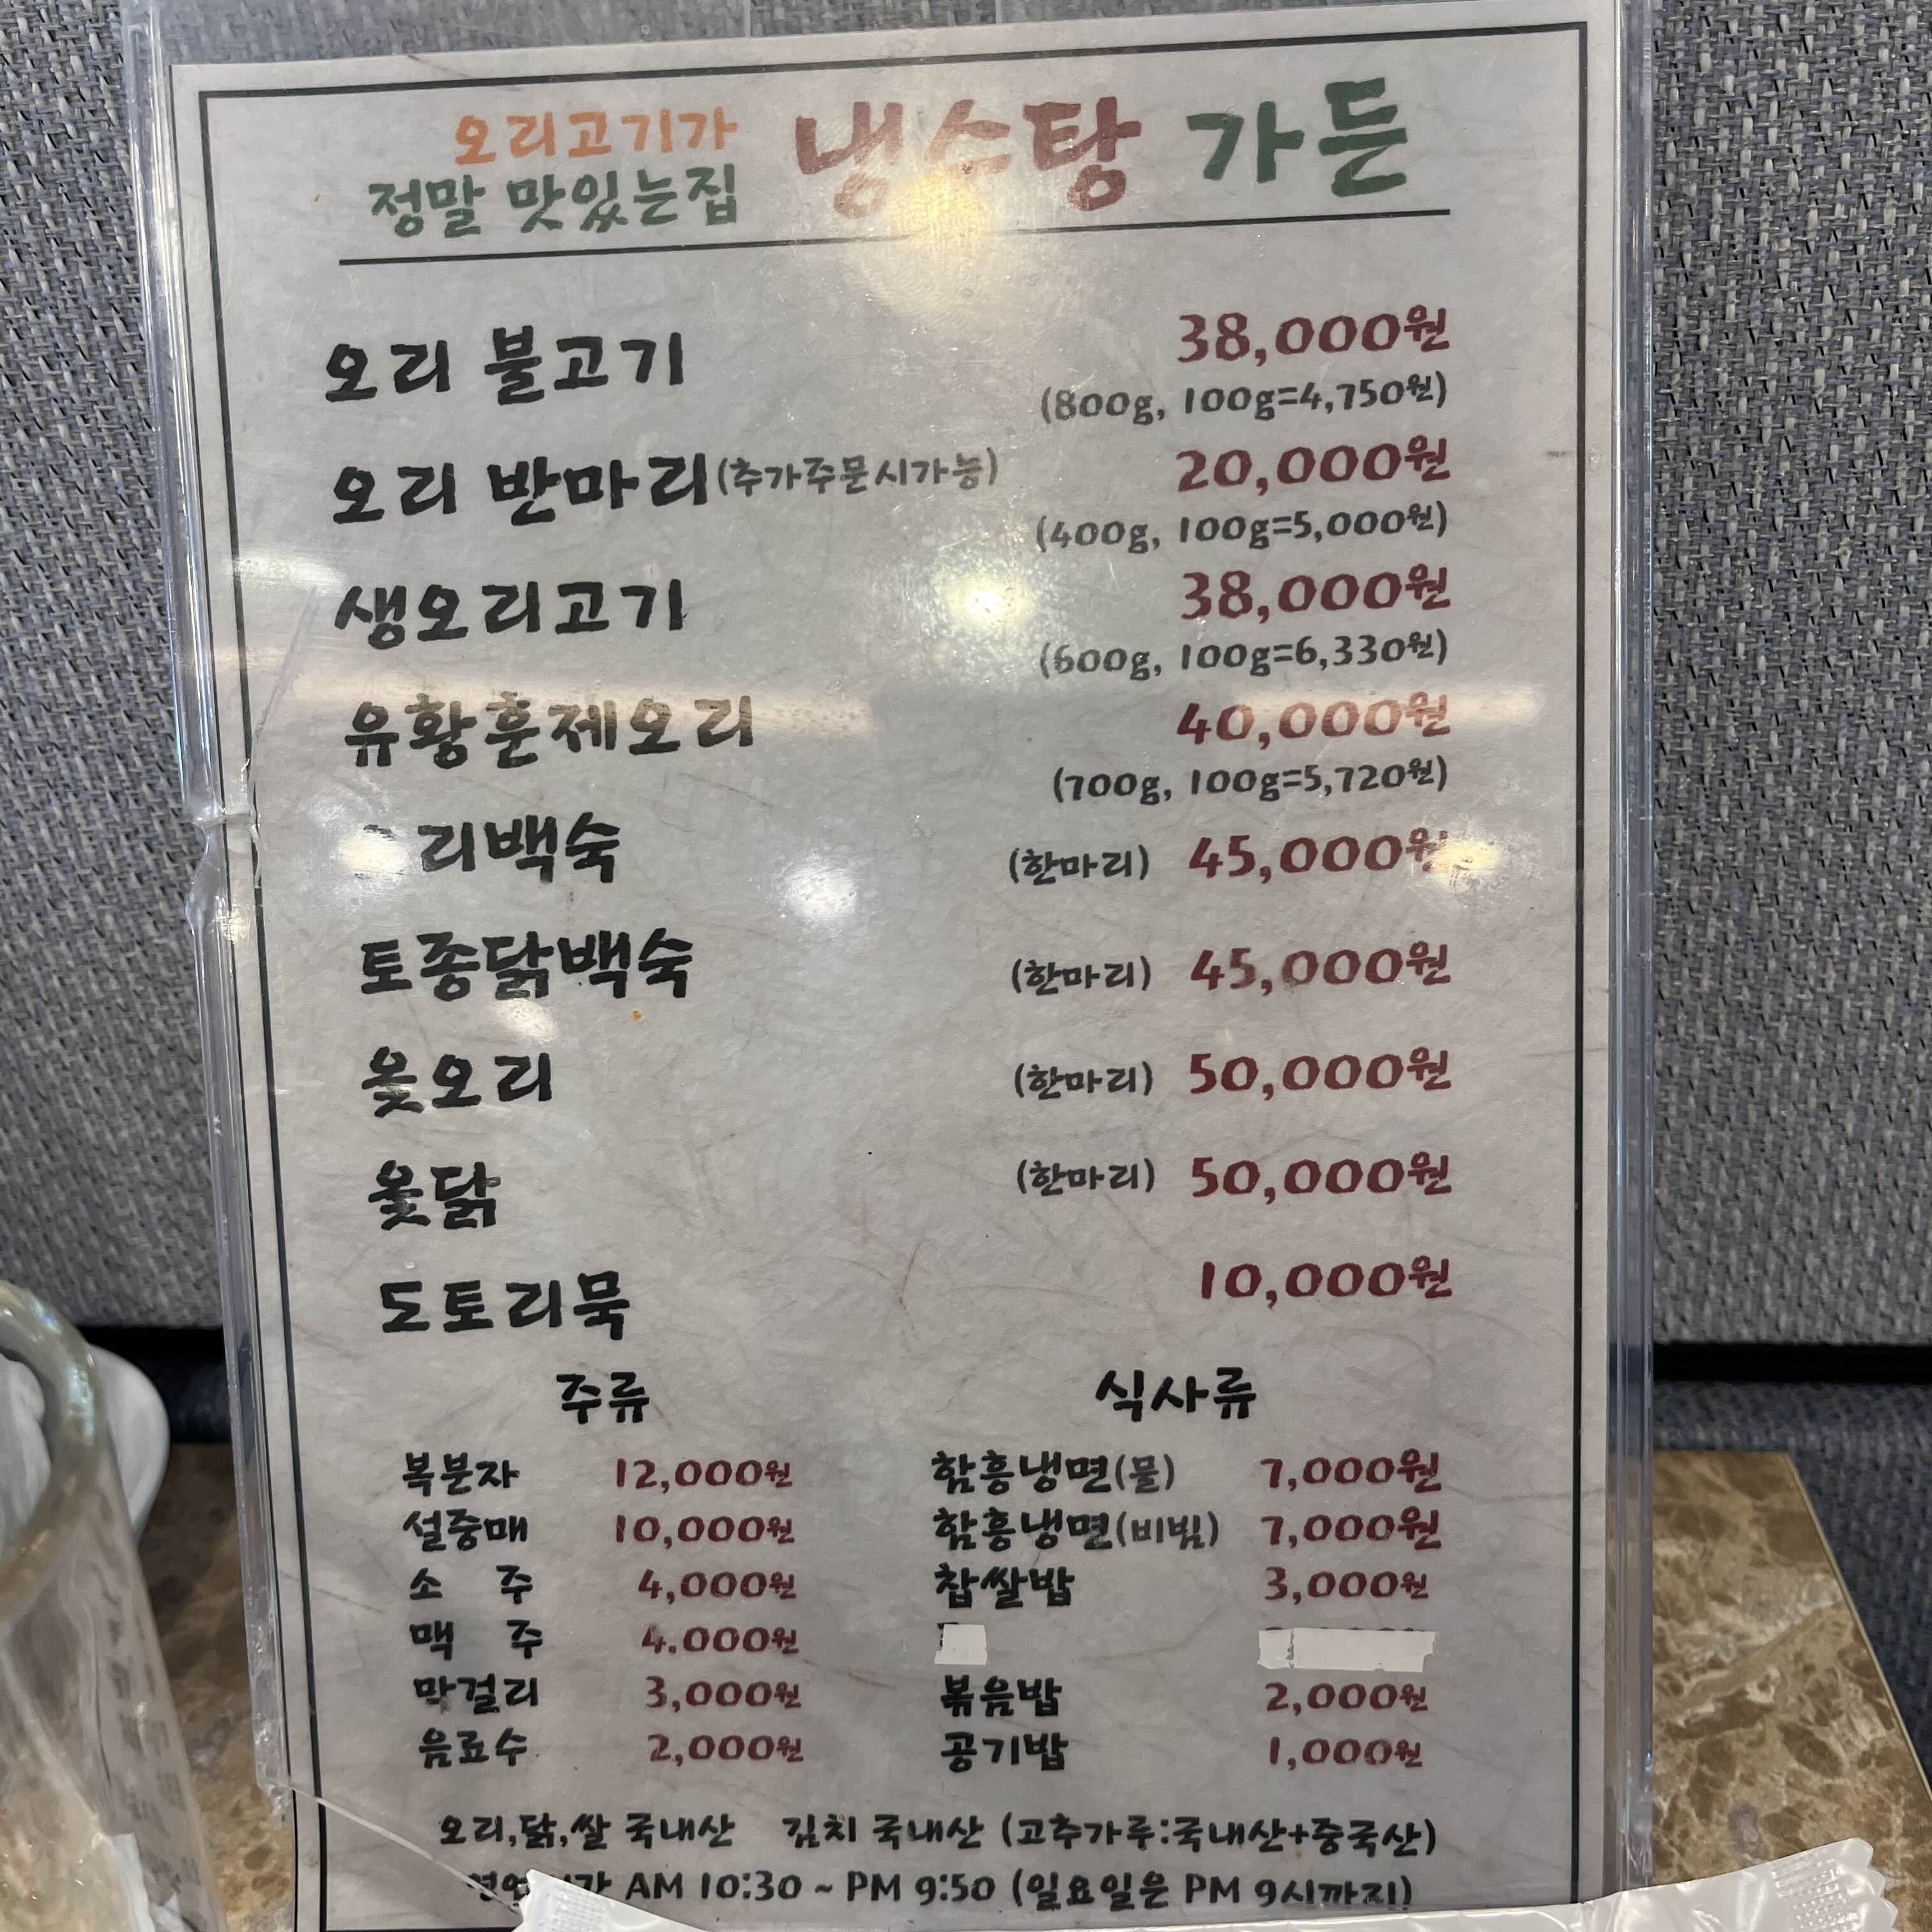 오리고기가
정말 맛있는집 냉수탕 가든
오리 불고기 38,000원
(800g, 100g=4,750원)
오리 반마리(추가주문시가능) 20,000원
(400g, 100g=5,000원)
생오리고기 38,000원
(600g, 100g=6,330원)
유황훈제오리 40,000원
(700g, 100g=5,720원)
리백숙 (한마리) 45,000원
토종닭백숙 (한마리) 45,000원
옻오리 (한마리) 50,000원
옻닭 (한마리) 50,000원
도토리묵 10,000원
주류 식사류
복분자 12,000원 함흥냉면(물) 7,000원
설중매 10,000원 함흥냉면(비빔) 7,000원
소 주 4,000원 찹쌀밥 3,000원
맥 주 4.000원
막걸리 3,000원 볶음밥 2,000원
음료수 2,000원 공기밥 1,000원
오리,닭,쌀 국내산 김치 국내산 (고추가루:국내산+중국산)
AM 10:30 ~ PM 9:50 (일요일은 PM 9시까지)